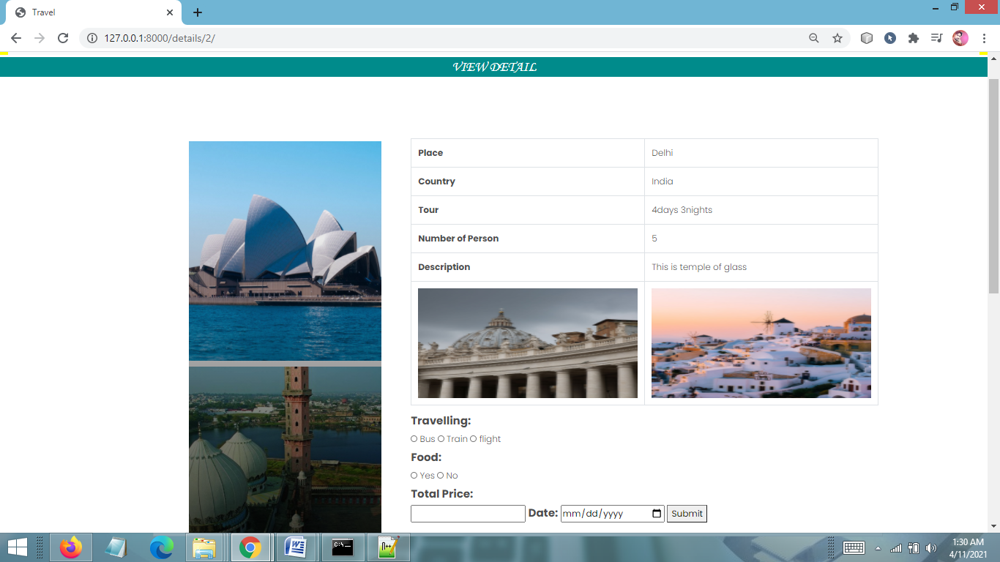 Travel
127.0.0.1:8000/details/2/
VIEW DETAIL
Place Delhi
Country India
Tour 4days 3nights
Number of Person 5
Description This is temple of glass
Travelling:
Bus Train flight
Food:
Yes No
Total Price:
Date: mm/dd/yyyy Submit
1:30 AM
4/11/2021